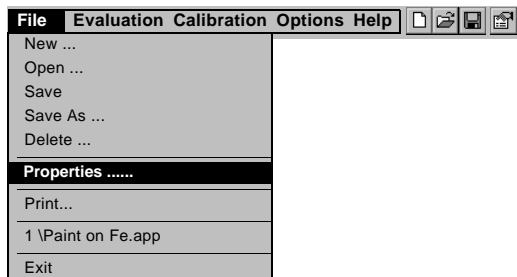 File Evaluation Calibration Options Help
New ...
Open ...
Save
Save As ...
Delete ...
Properties ......
Print...
1 \Paint on Fe.app
Exit